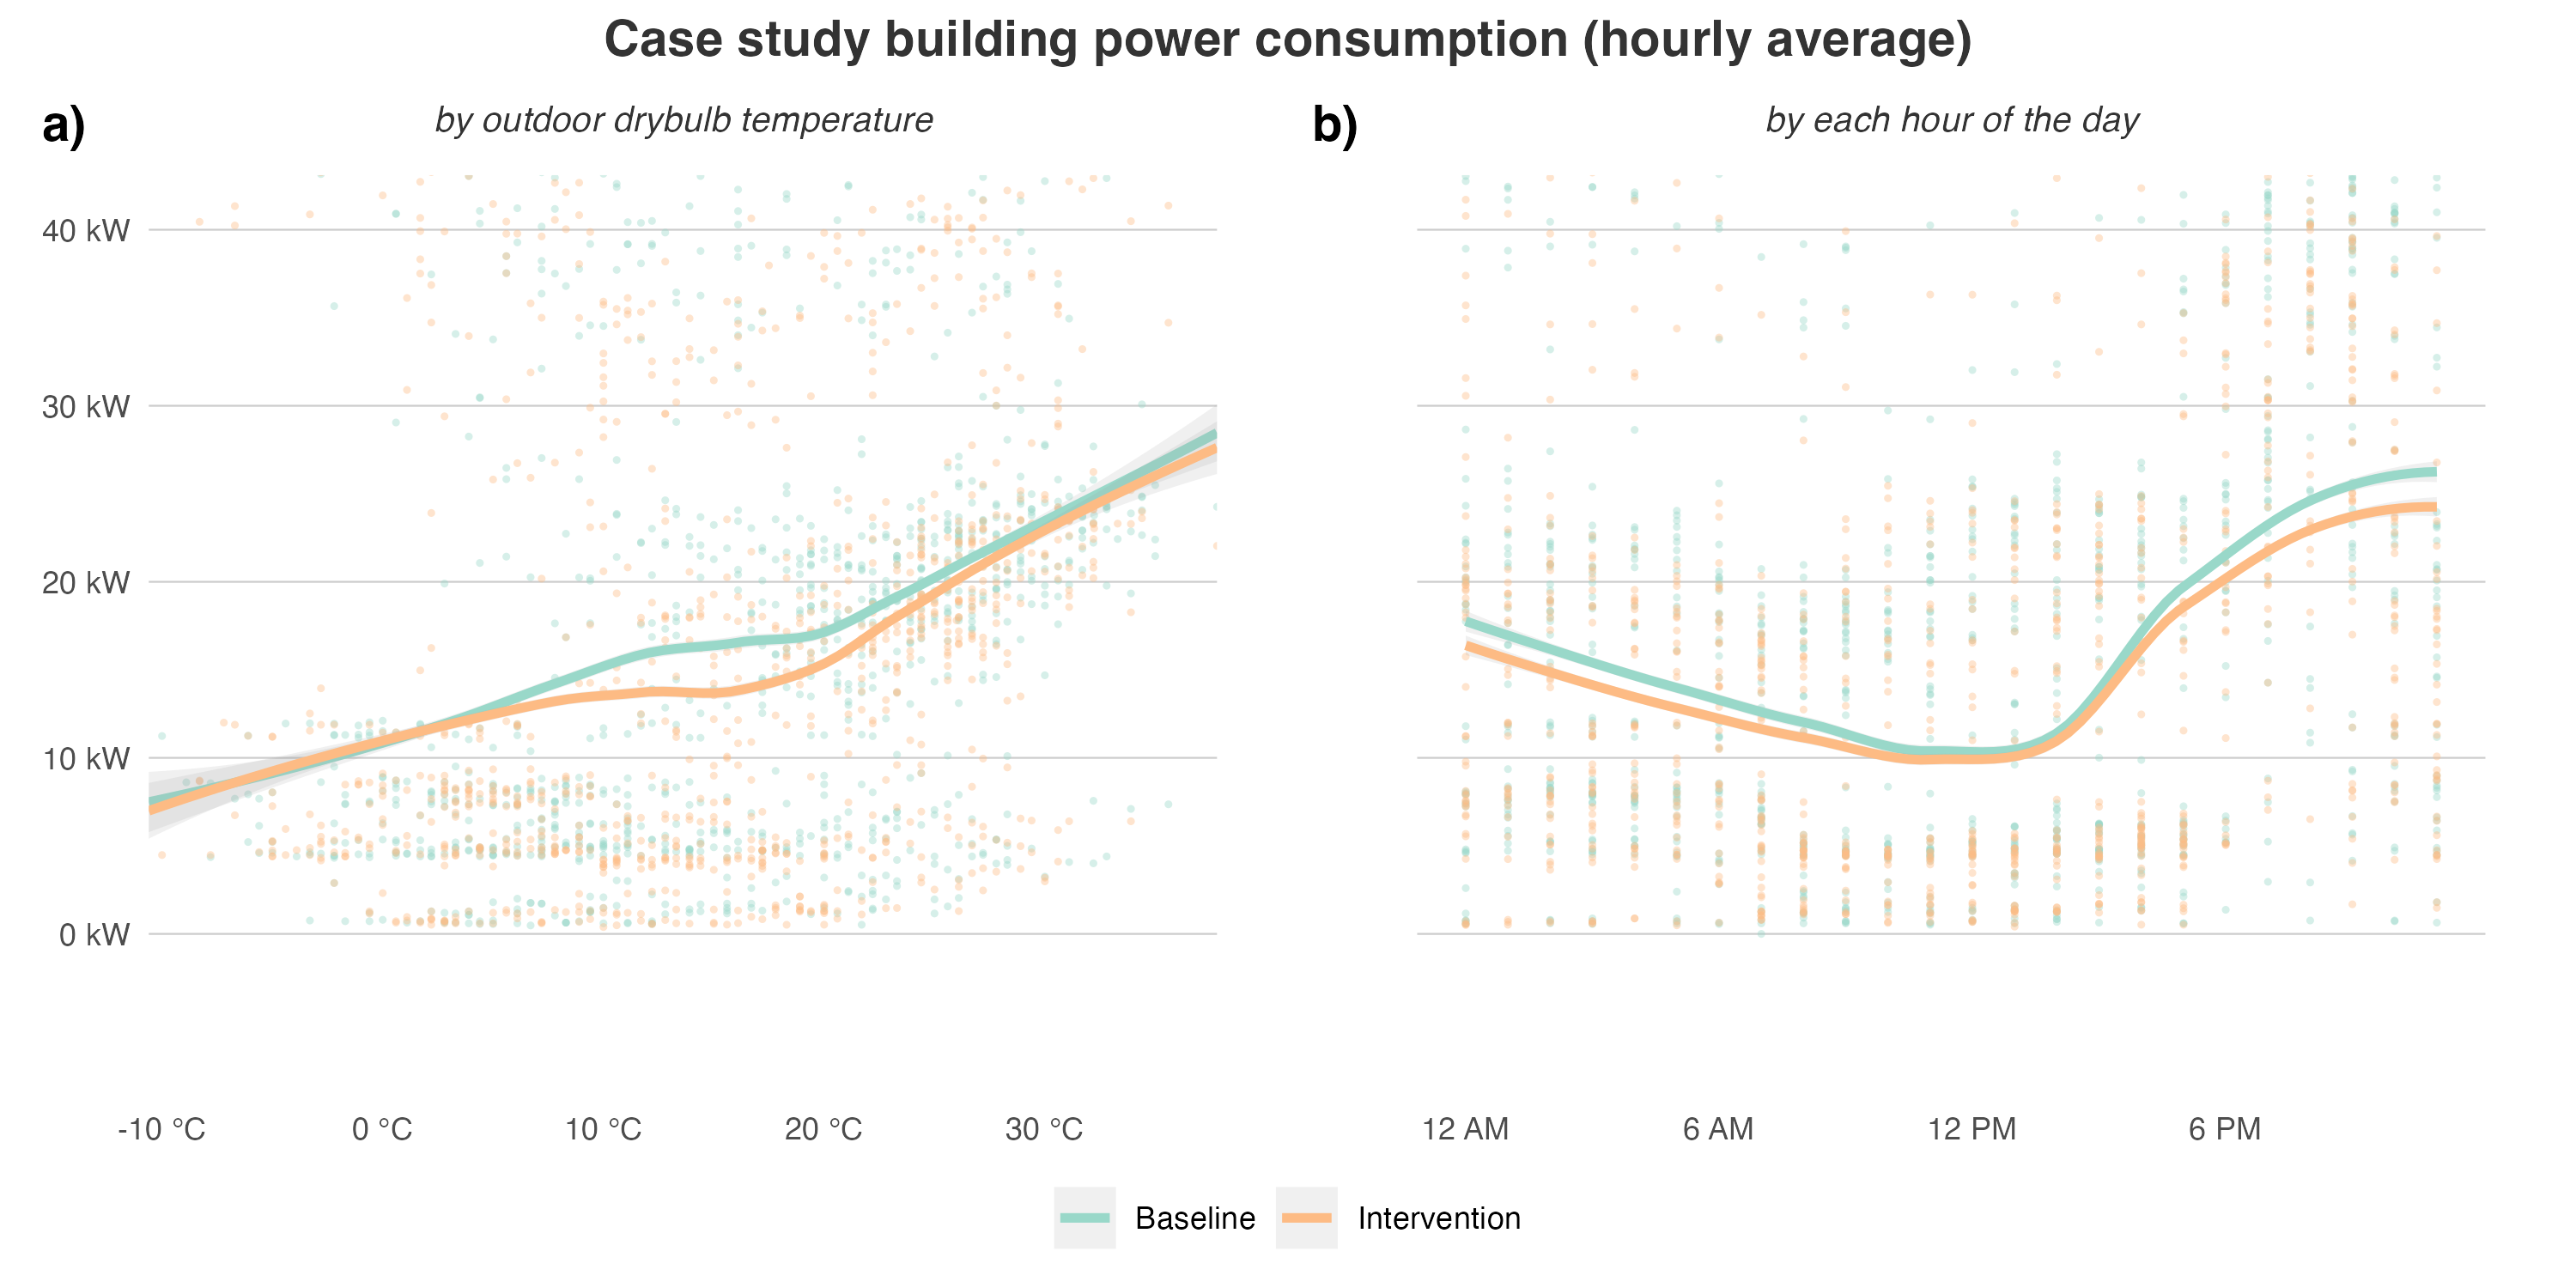 Case study building power consumption (hourly average)
a)
by outdoor drybulb temperature
b)
by each hour of the day
40 kW
30 kW
20 kW
10 kW
0 kW
-10 °C
0 °C
10 °C
20 °C
30 °C
12 AM
6 AM
12 PM
6 PM
Baseline
Intervention